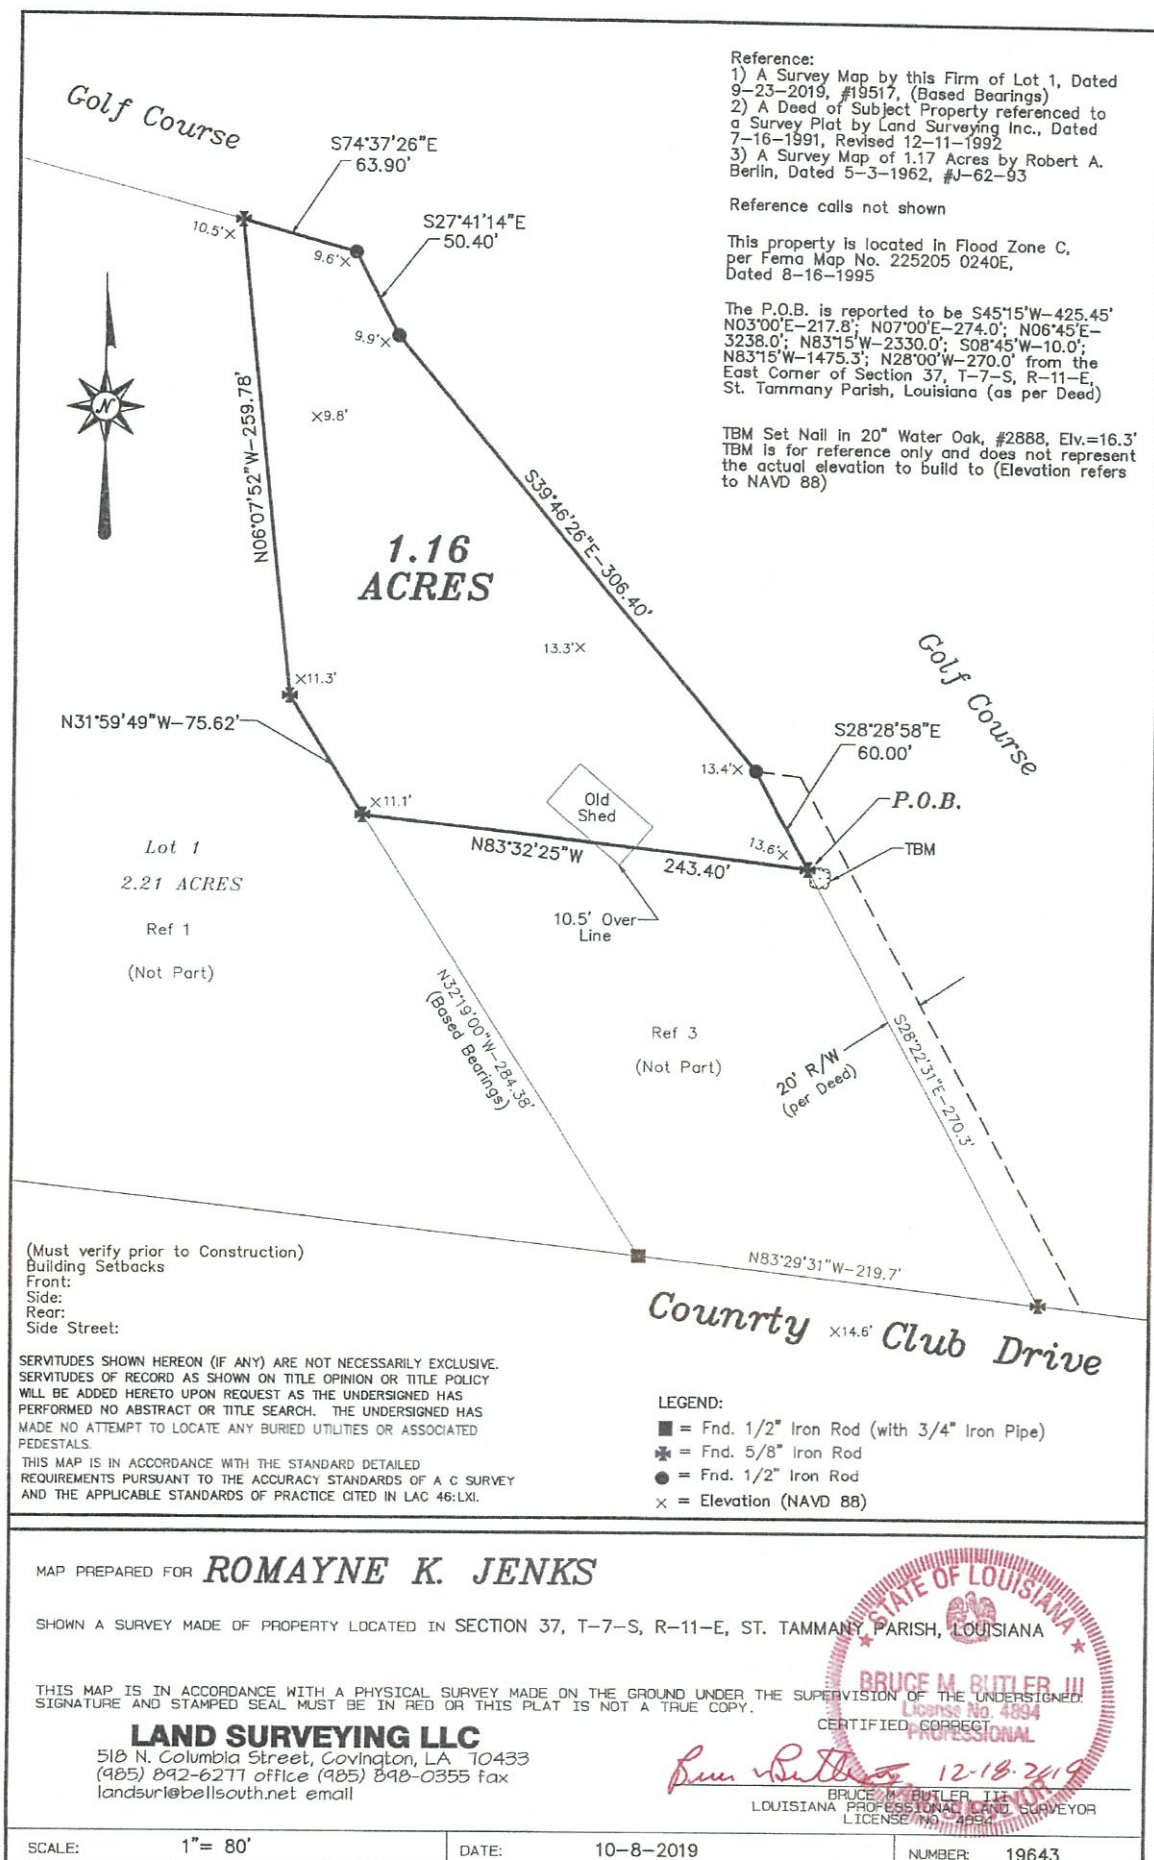 Reference:
1) A Survey Map by this Firm of Lot 1, Dated
9-23-2019, #19517, (Based Bearings)
2) A Deed of Subject Property referenced to
a Survey Plat by Land Surveying Inc., Dated
7-16-1991, Revised 12-11-1992
3) A Survey Map of 1.17 Acres by Robert A.
Berlin, Dated 5-3-1962, #J-62-93
Reference calls not shown
This property is located in Flood Zone C,
per Fema Map No. 225205 0240E,
Dated 8-16-1995
The P.O.B. is reported to be S45°15'W-425.45'
N03°00'E-217.8'; N07°00'E-274.0'; N06°45'E-
3238.0'; N83°15'W-2330.0'; S08°45'W-10.0';
N83°15'W-1475.3'; N28°00'W-270.0' from the
East Corner of Section 37, T-7-S, R-11-E,
St. Tammany Parish, Louisiana (as per Deed)
TBM Set Nail in 20" Water Oak, #2888, Elv.=16.3'
TBM is for reference only and does not represent
the actual elevation to build to (Elevation refers
to NAVD 88)
Golf Course
S74°37'26"E
63.90'
S27°41'14"E
50.40'
10.5'×
9.6'×
9.9'×
×9.8'
N
N06°07'52"W-259.78'
S39°46'26"E-306.40'
1.16
ACRES
13.3'×
Golf Course
×11.3'
N31°59'49"W-75.62'
S28°28'58"E
60.00'
13.4'×
P.O.B.
Old
Shed
×11.1'
N83°32'25"W
243.40'
13.6'×
TBM
Lot 1
2.21 ACRES
Ref 1
(Not Part)
10.5' Over
Line
N32°19'00"W-284.38'
(Based Bearings)
Ref 3
(Not Part)
20' R/W
(per Deed)
S28°22'31"E-270.3'
N83°29'31"W-219.7'
Counrty ×14.6' Club Drive
(Must verify prior to Construction)
Building Setbacks
Front:
Side:
Rear:
Side Street:
SERVITUDES SHOWN HEREON (IF ANY) ARE NOT NECESSARILY EXCLUSIVE.
SERVITUDES OF RECORD AS SHOWN ON TITLE OPINION OR TITLE POLICY
WILL BE ADDED HERETO UPON REQUEST AS THE UNDERSIGNED HAS
PERFORMED NO ABSTRACT OR TITLE SEARCH. THE UNDERSIGNED HAS
MADE NO ATTEMPT TO LOCATE ANY BURIED UTILITIES OR ASSOCIATED
PEDESTALS.
THIS MAP IS IN ACCORDANCE WITH THE STANDARD DETAILED
REQUIREMENTS PURSUANT TO THE ACCURACY STANDARDS OF A C SURVEY
AND THE APPLICABLE STANDARDS OF PRACTICE CITED IN LAC 46:LXI.
LEGEND:
■ = Fnd. 1/2" Iron Rod (with 3/4" Iron Pipe)
✤ = Fnd. 5/8" Iron Rod
● = Fnd. 1/2" Iron Rod
× = Elevation (NAVD 88)
MAP PREPARED FOR ROMAYNE K. JENKS
SHOWN A SURVEY MADE OF PROPERTY LOCATED IN SECTION 37, T-7-S, R-11-E, ST. TAMMANY PARISH, LOUISIANA
THIS MAP IS IN ACCORDANCE WITH A PHYSICAL SURVEY MADE ON THE GROUND UNDER THE SUPERVISION OF THE UNDERSIGNED.
SIGNATURE AND STAMPED SEAL MUST BE IN RED OR THIS PLAT IS NOT A TRUE COPY.
STATE OF LOUISIANA
BRUCE M. BUTLER III
License No. 4894
PROFESSIONAL
LAND SURVEYOR
LAND SURVEYING LLC
518 N. Columbia Street, Covington, LA 70433
(985) 892-6277 office (985) 898-0355 fax
landsur1@bellsouth.net email
CERTIFIED CORRECT
12-18-2019
BRUCE M. BUTLER III
LOUISIANA PROFESSIONAL LAND SURVEYOR
LICENSE NO. 4894
SCALE: 1"= 80'
DATE: 10-8-2019
NUMBER: 19643